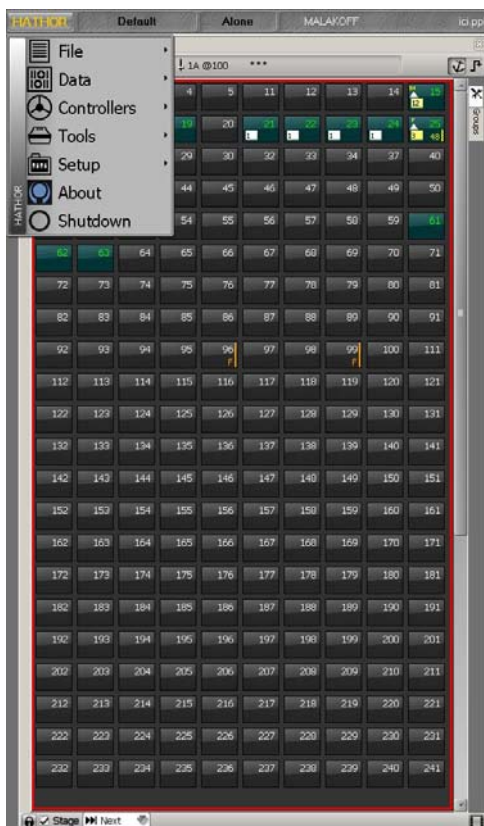 HATHOR Default Alone MALAKOFF ici pp
File
Data
Controllers
Tools
Setup
About
Shutdown
HATHOR
1A @100 ***
4 5 11 12 13 14 15
12
19 20 21 22 23 24 25
1 1 1 1 3 48
29 30 32 33 34 37 40
44 45 46 47 48 49 50
54 55 56 57 58 59 61
62 63 64 65 66 67 68 69 70 71
72 73 74 75 76 77 78 79 80 81
82 83 84 85 86 87 88 89 90 91
92 93 94 95 96 97 98 99 100 111
F F
112 113 114 115 116 117 118 119 120 121
122 123 124 125 126 127 128 129 130 131
132 133 134 135 136 137 138 139 140 141
142 143 144 145 146 147 148 149 150 151
152 153 154 155 156 157 158 159 160 161
162 163 164 165 166 167 168 169 170 171
172 173 174 175 176 177 178 179 180 181
182 183 184 185 186 187 188 189 190 191
192 193 194 195 196 197 198 199 200 201
202 203 204 205 206 207 208 209 210 211
212 213 214 215 216 217 218 219 220 221
222 223 224 225 226 227 228 229 230 231
232 233 234 235 236 237 238 239 240 241
Groups
Stage Next